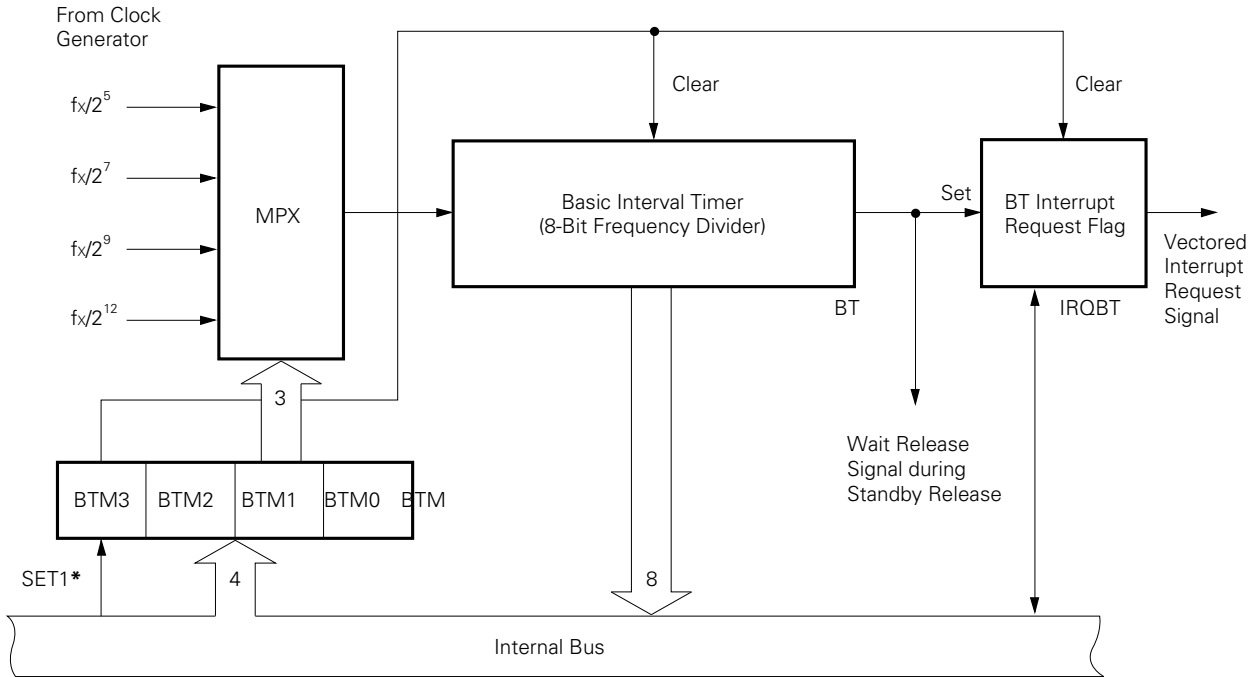 From Clock
Generator
fx/2^5
fx/2^7
fx/2^9
fx/2^12
MPX
Clear
Clear
Basic Interval Timer
(8-Bit Frequency Divider)
BT
Set
BT Interrupt
Request Flag
IRQBT
Vectored
Interrupt
Request
Signal
3
Wait Release
Signal during
Standby Release
BTM3 BTM2 BTM1 BTM0 BTM
SET1*
4
8
Internal Bus